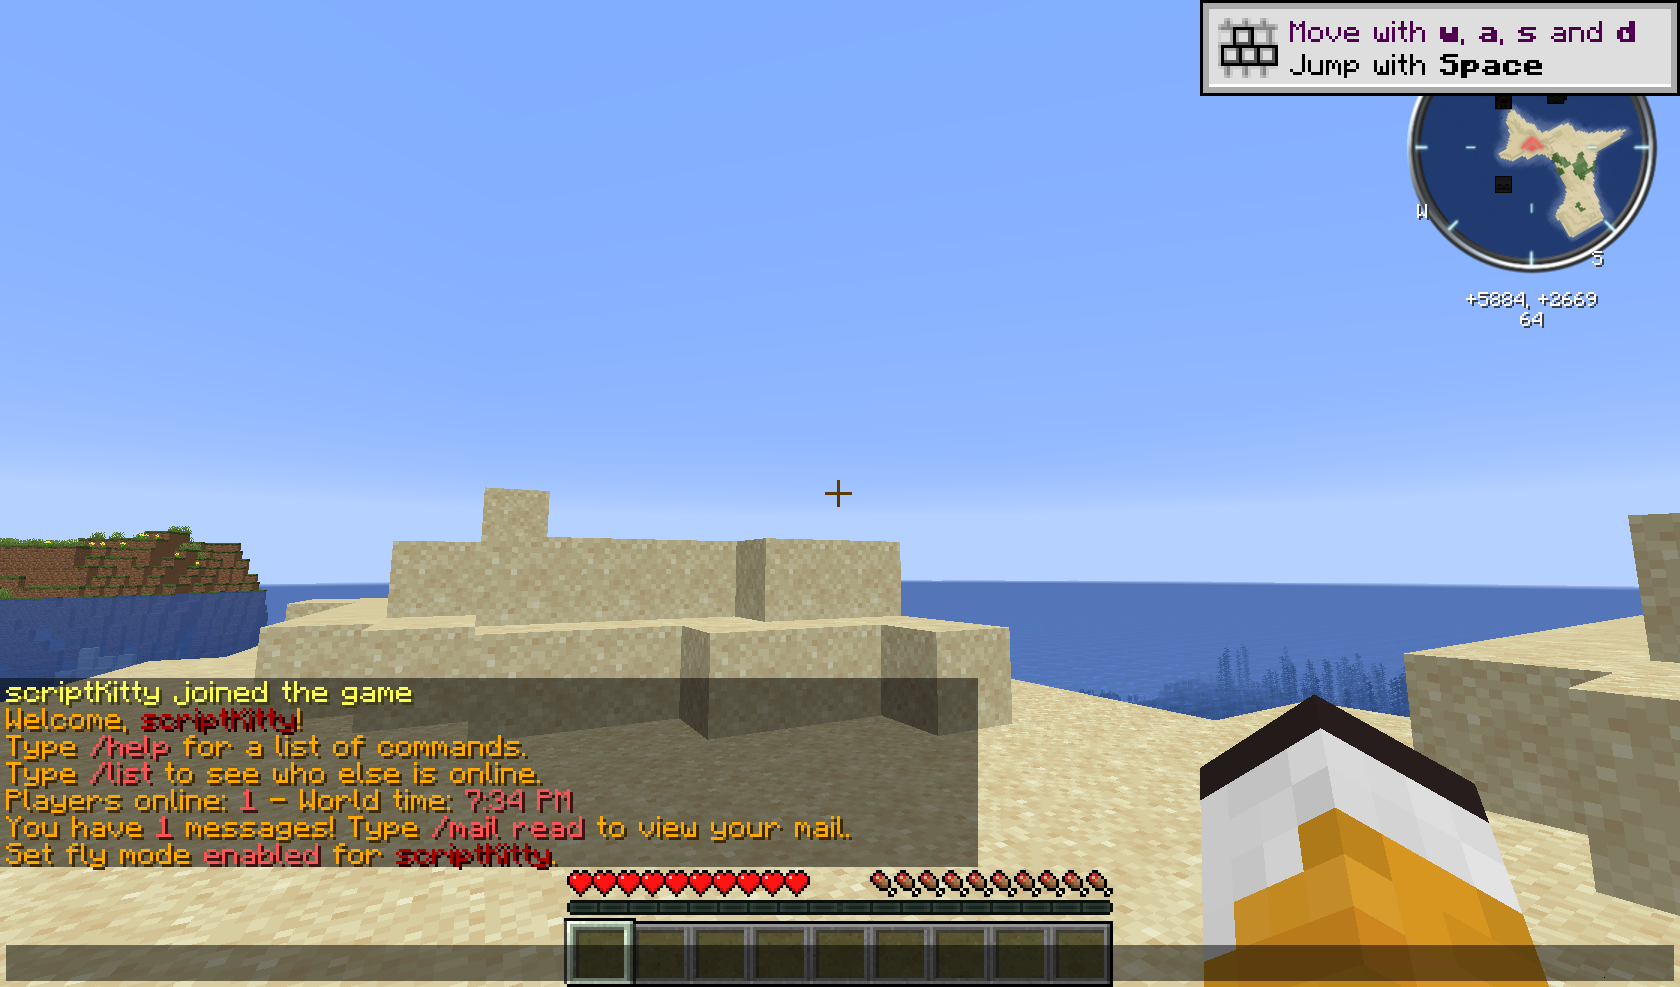 Move with w, a, s and d
Jump with Space
W
S
+5884, +2669
64
scriptKitty joined the game
Welcome, scriptKitty!
Type /help for a list of commands.
Type /list to see who else is online.
Players online: 1 - World time: 7:34 PM
You have 1 messages! Type /mail read to view your mail.
Set fly mode enabled for scriptKitty.